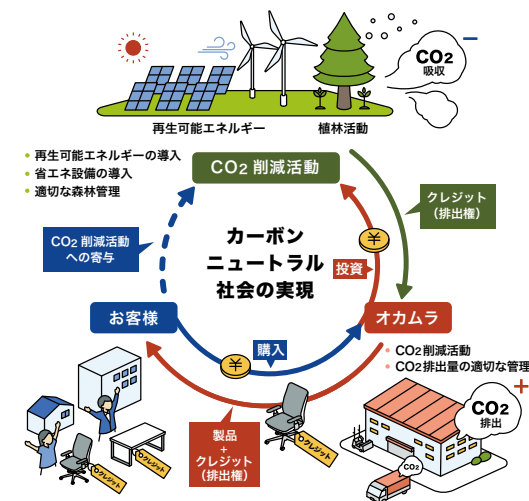 CO2
吸収
再生可能エネルギー
植林活動
• 再生可能エネルギーの導入
• 省エネ設備の導入
• 適切な森林管理
CO2 削減活動
クレジット
(排出権)
CO2 削減活動
への寄与
カーボン
ニュートラル
社会の実現
¥
投資
お客様
オカムラ
¥
購入
• CO2削減活動
• CO2排出量の適切な管理
製品
+
クレジット
(排出権)
クレジット
クレジット
クレジット
CO2
排出
CO2